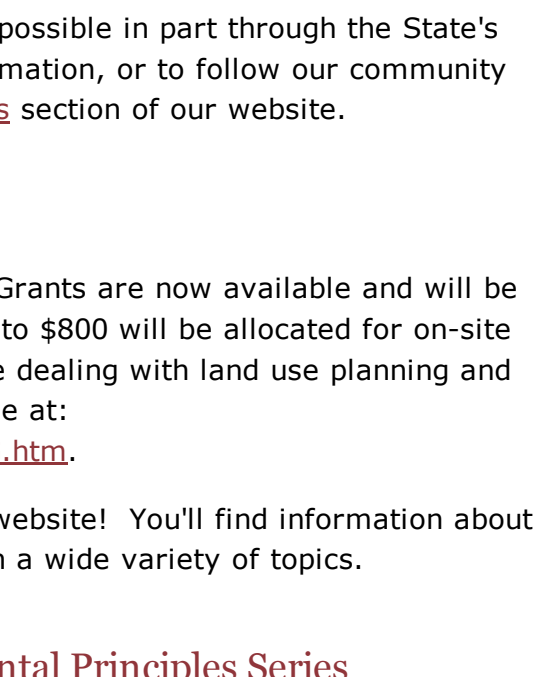 possible in part through the State's
mation, or to follow our community
s section of our website.
Grants are now available and will be
to $800 will be allocated for on-site
e dealing with land use planning and
e at:
.htm.
website! You'll find information about
n a wide variety of topics.
ntal Principles Series